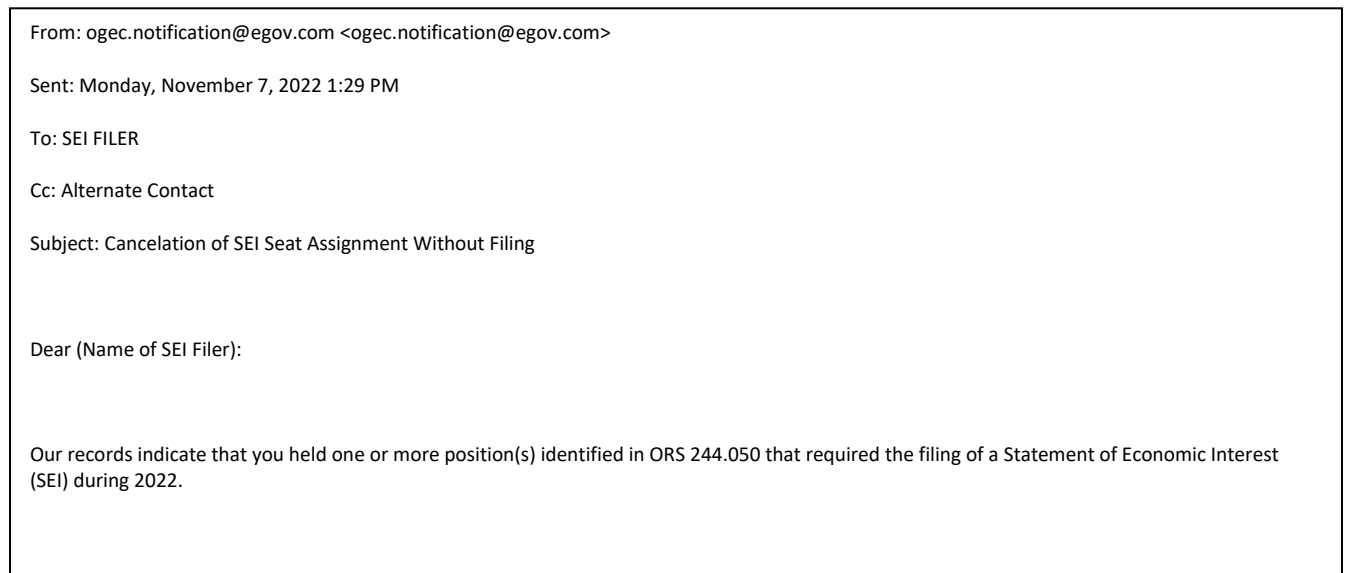 From: ogec.notification@egov.com <ogec.notification@egov.com>
Sent: Monday, November 7, 2022 1:29 PM
To: SEI FILER
Cc: Alternate Contact
Subject: Cancelation of SEI Seat Assignment Without Filing
Dear (Name of SEI Filer):
Our records indicate that you held one or more position(s) identified in ORS 244.050 that required the filing of a Statement of Economic Interest
(SEI) during 2022.